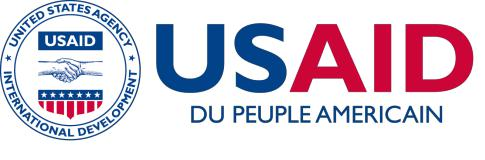 UNITED STATES AGENCY
USAID
INTERNATIONAL DEVELOPMENT
USAID
DU PEUPLE AMERICAIN